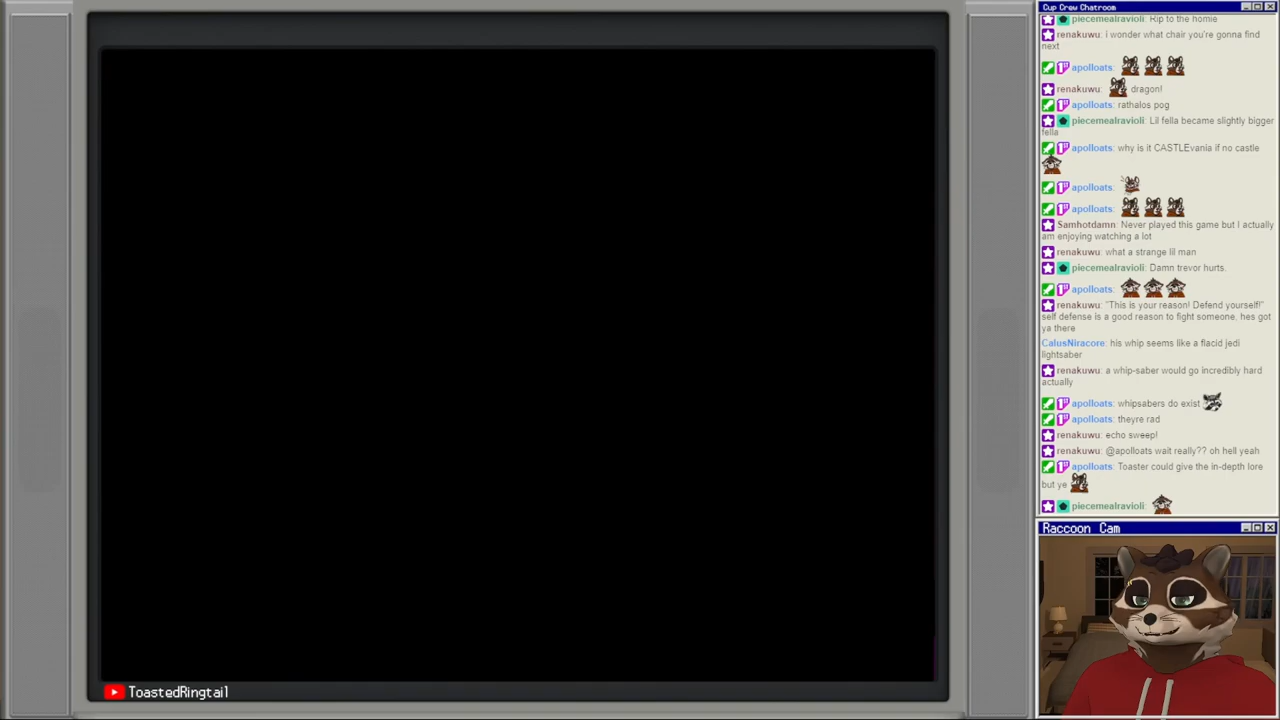 Cup Crew Chatroom
piecemealravioli: Rip to the homie
renakuwu: i wonder what chair you're gonna find
next
apolloats:
renakuwu: dragon!
apolloats: rathalos pog
piecemealravioli: Lil fella became slightly bigger
fella
apolloats: why is it CASTLEvania if no castle
apolloats:
apolloats:
Samhotdamn: Never played this game but I actually
am enjoying watching a lot
renakuwu: what a strange lil man
piecemealravioli: Damn trevor hurts.
apolloats:
renakuwu: "This is your reason! Defend yourself!"
self defense is a good reason to fight someone, hes got
ya there
CalusNiracore: his whip seems like a flacid jedi
lightsaber
renakuwu: a whip-saber would go incredibly hard
actually
apolloats: whipsabers do exist
apolloats: theyre rad
renakuwu: echo sweep!
renakuwu: @apolloats wait really?? oh hell yeah
apolloats: Toaster could give the in-depth lore
but ye
piecemealravioli:
Raccoon Cam
ToastedRingtail